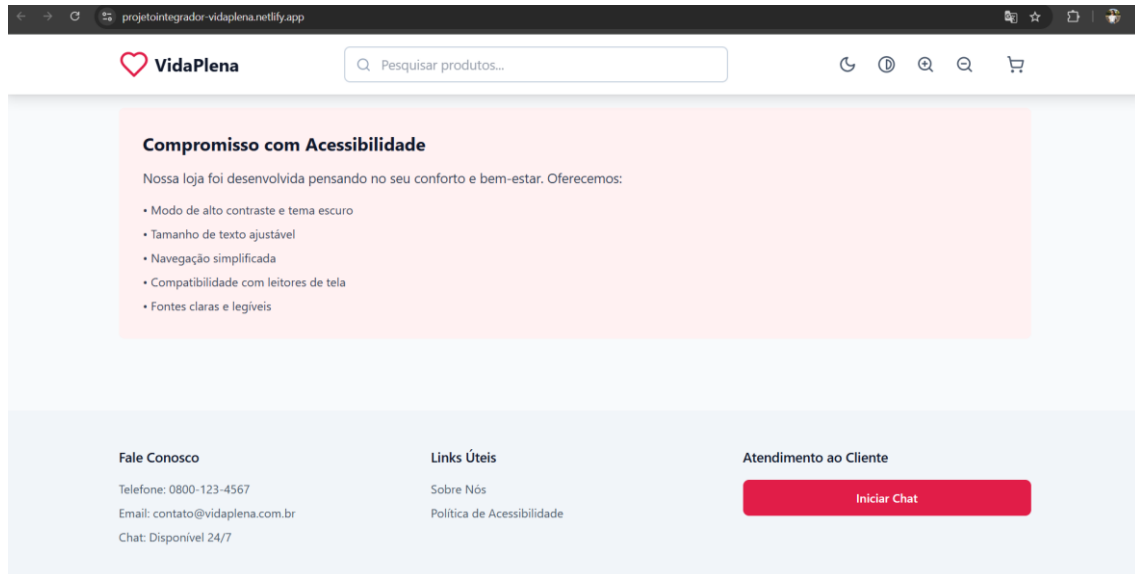 projetointegrador-vidaplena.netlify.app
VidaPlena
Pesquisar produtos...
Compromisso com Acessibilidade
Nossa loja foi desenvolvida pensando no seu conforto e bem-estar. Oferecemos:
• Modo de alto contraste e tema escuro
• Tamanho de texto ajustável
• Navegação simplificada
• Compatibilidade com leitores de tela
• Fontes claras e legíveis
Fale Conosco
Telefone: 0800-123-4567
Email: contato@vidaplena.com.br
Chat: Disponível 24/7
Links Úteis
Sobre Nós
Política de Acessibilidade
Atendimento ao Cliente
Iniciar Chat